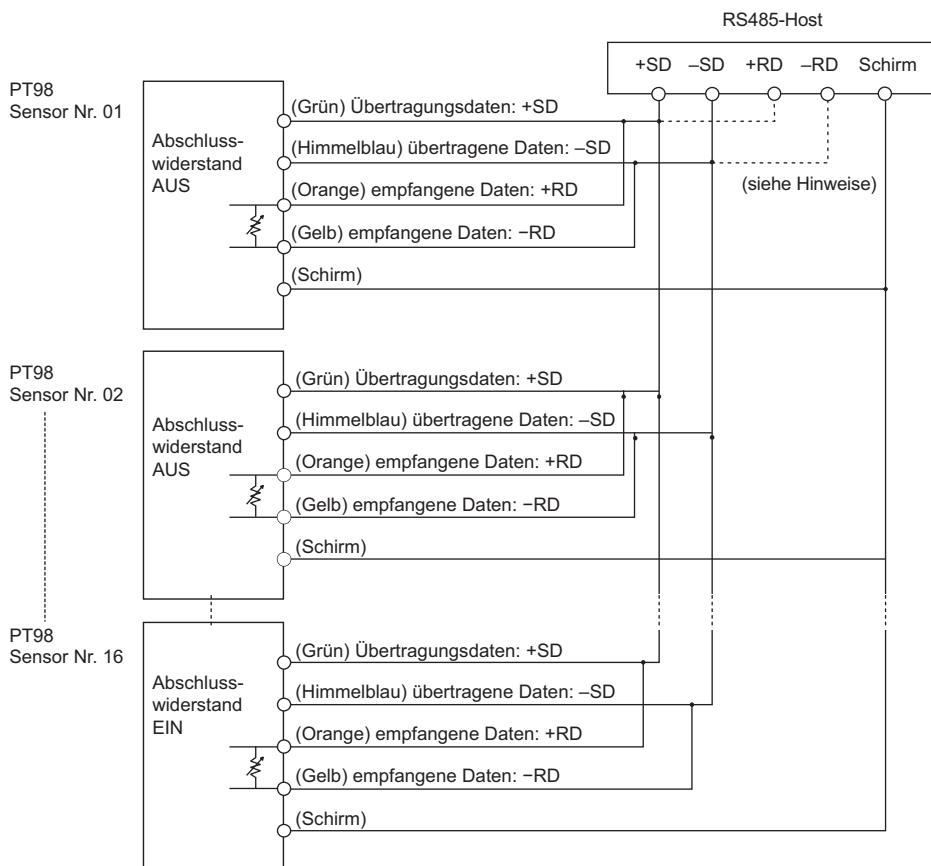 RS485-Host
+SD –SD +RD –RD Schirm
PT98
Sensor Nr. 01
Abschluss-
widerstand
AUS
(Grün) Übertragungsdaten: +SD
(Himmelblau) übertragene Daten: –SD
(siehe Hinweise)
(Orange) empfangene Daten: +RD
(Gelb) empfangene Daten: −RD
(Schirm)
PT98
Sensor Nr. 02
Abschluss-
widerstand
AUS
(Grün) Übertragungsdaten: +SD
(Himmelblau) übertragene Daten: –SD
(Orange) empfangene Daten: +RD
(Gelb) empfangene Daten: −RD
(Schirm)
PT98
Sensor Nr. 16
Abschluss-
widerstand
EIN
(Grün) Übertragungsdaten: +SD
(Himmelblau) übertragene Daten: –SD
(Orange) empfangene Daten: +RD
(Gelb) empfangene Daten: −RD
(Schirm)